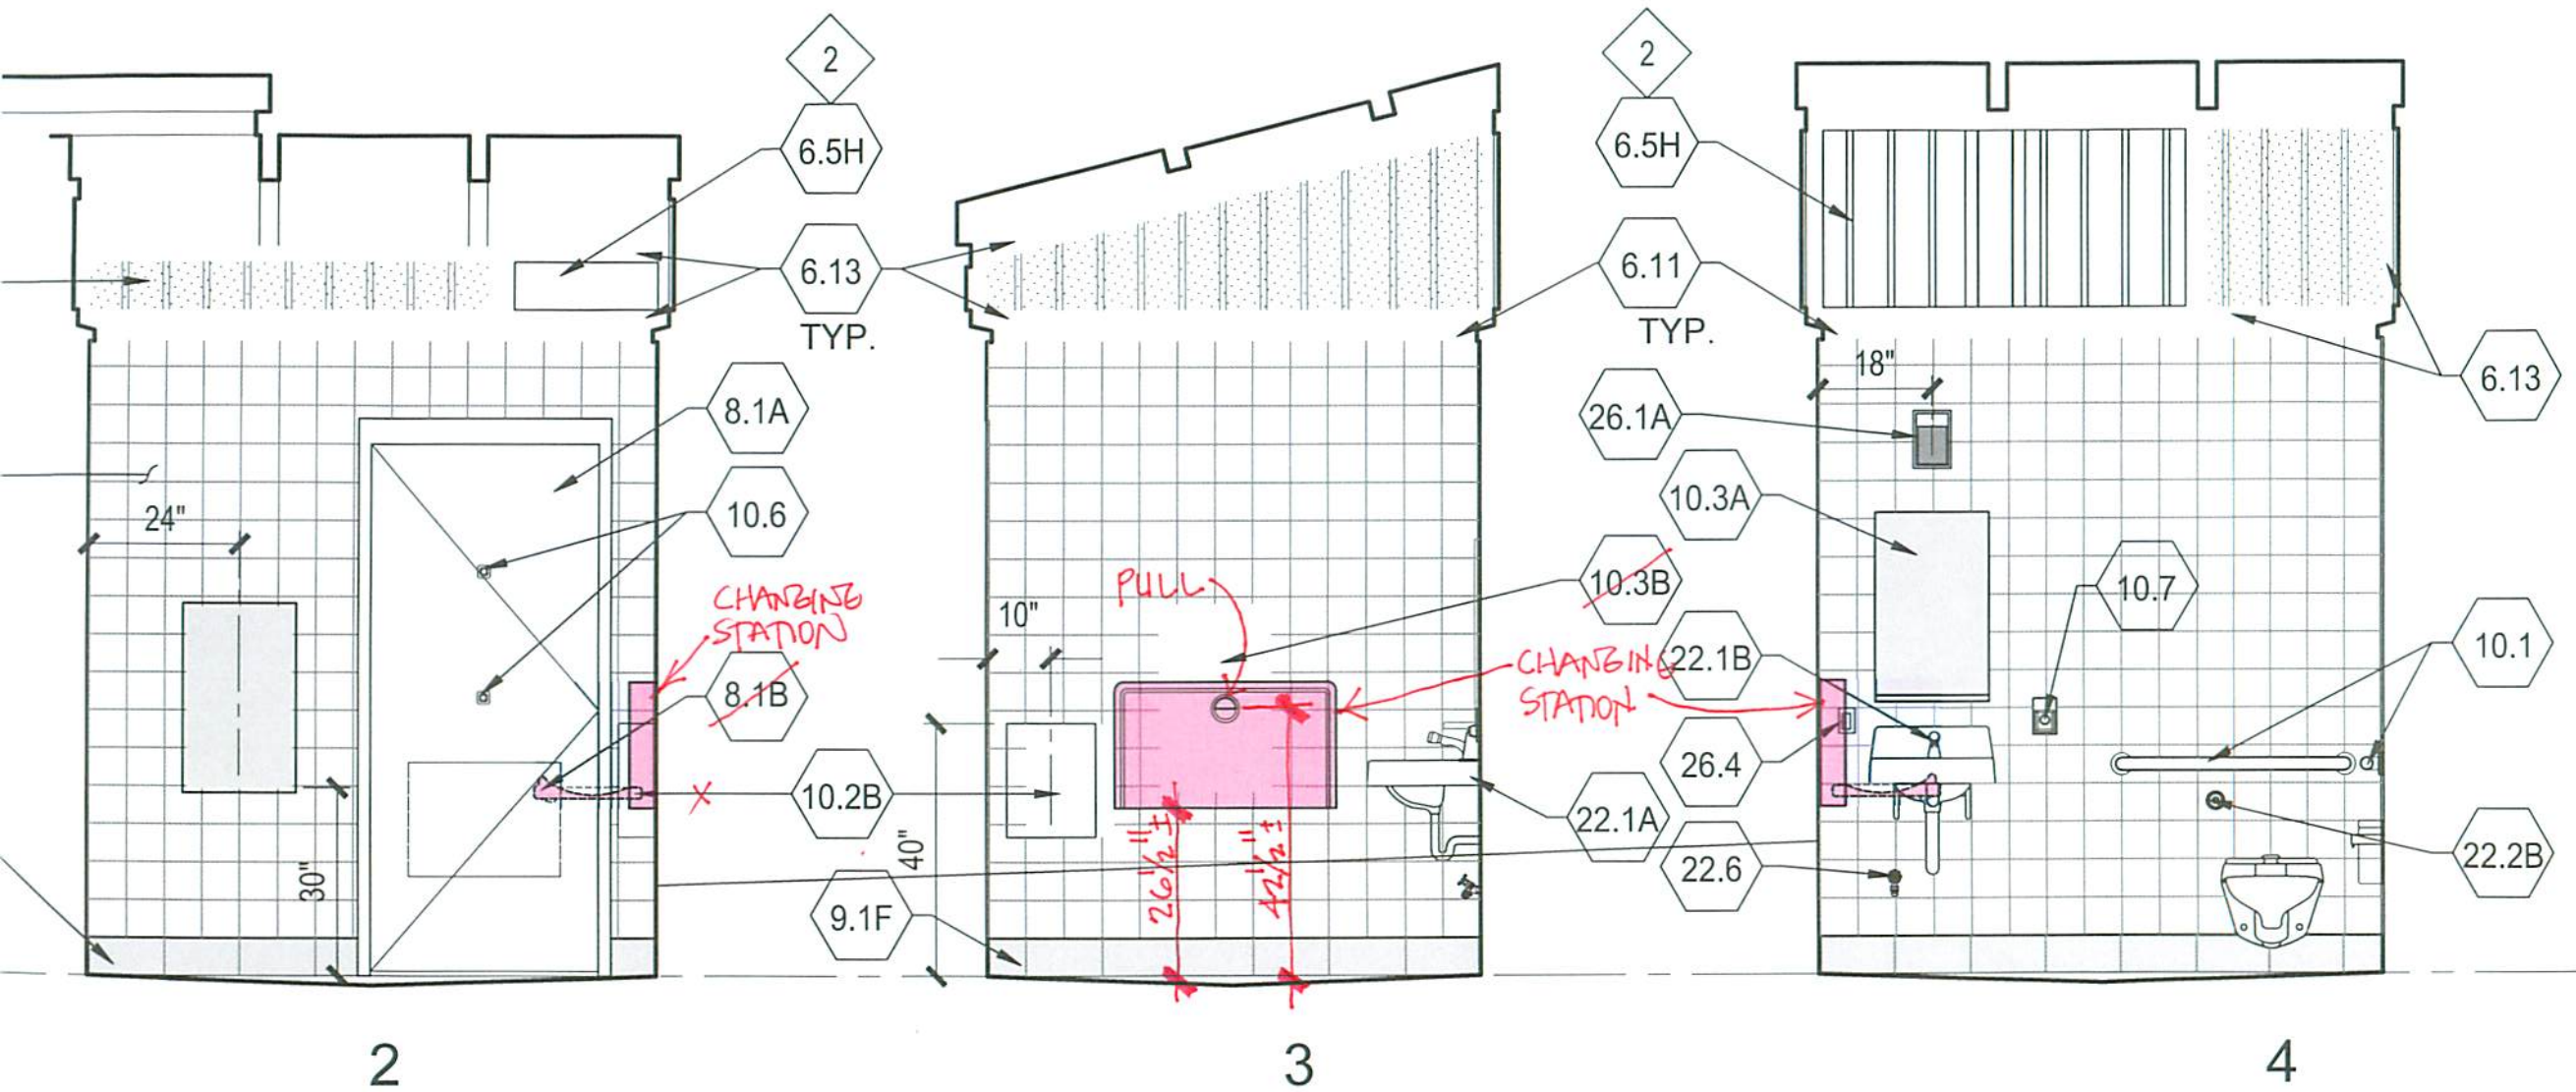 2
6.5H
6.13
TYP.
8.1A
10.6
24"
CHANGING
STATION
8.1B
10.2B
X
30"
9.1F
2
2
6.5H
6.11
TYP.
10"
PULL
10.3B
CHANGING
STATION
40"
26 1/2" ±
42 1/2" ±
22.1A
3
18"
26.1A
10.3A
10.7
22.1B
26.4
22.6
6.13
10.1
22.2B
4